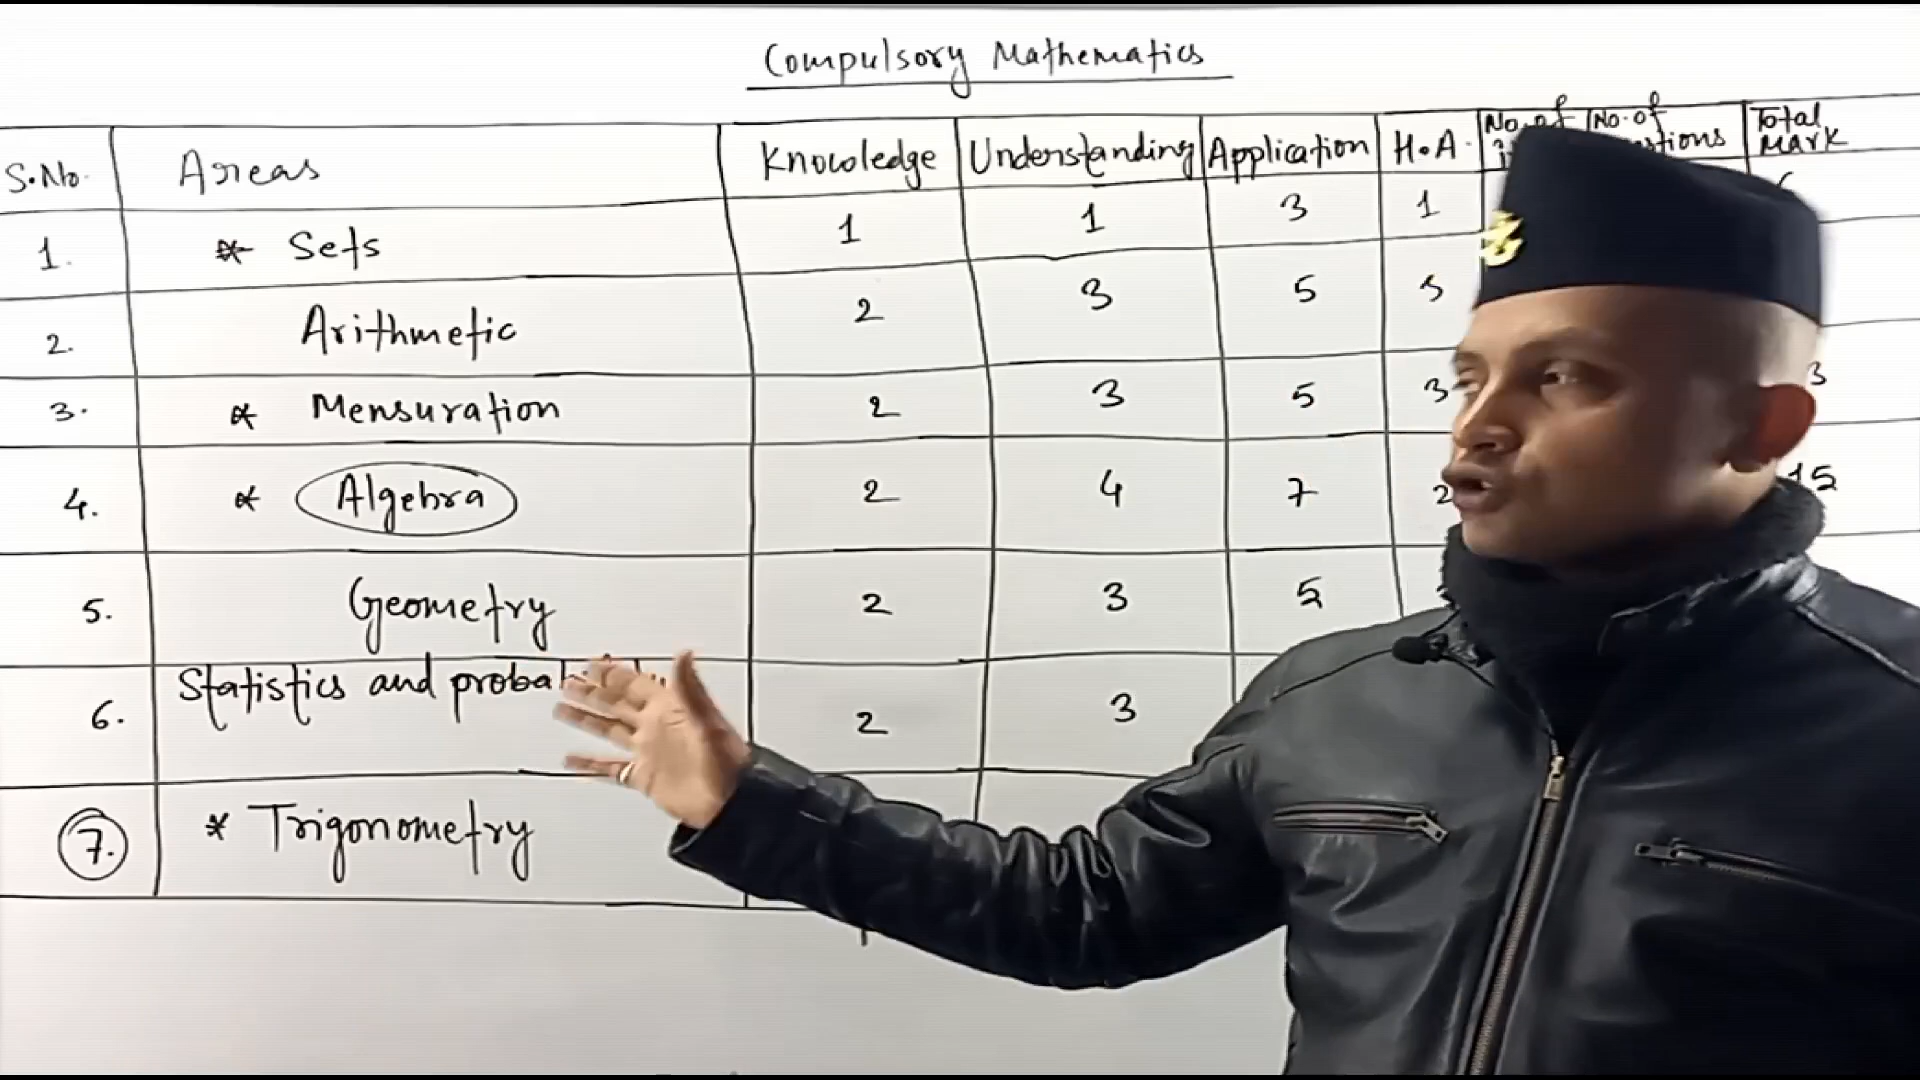 Compulsory Mathematics
S.No. Areas Knowledge Understanding Application H.A. No. of No. of Total Mark
1. * Sets 1 1 3 1
2. Arithmetic 2 3 5 3
3. * Mensuration 2 3 5 3 3
4. * Algebra 2 4 7 2 15
5. Geometry 2 3 5
6. Statistics and 2 3
7. * Trigonometry